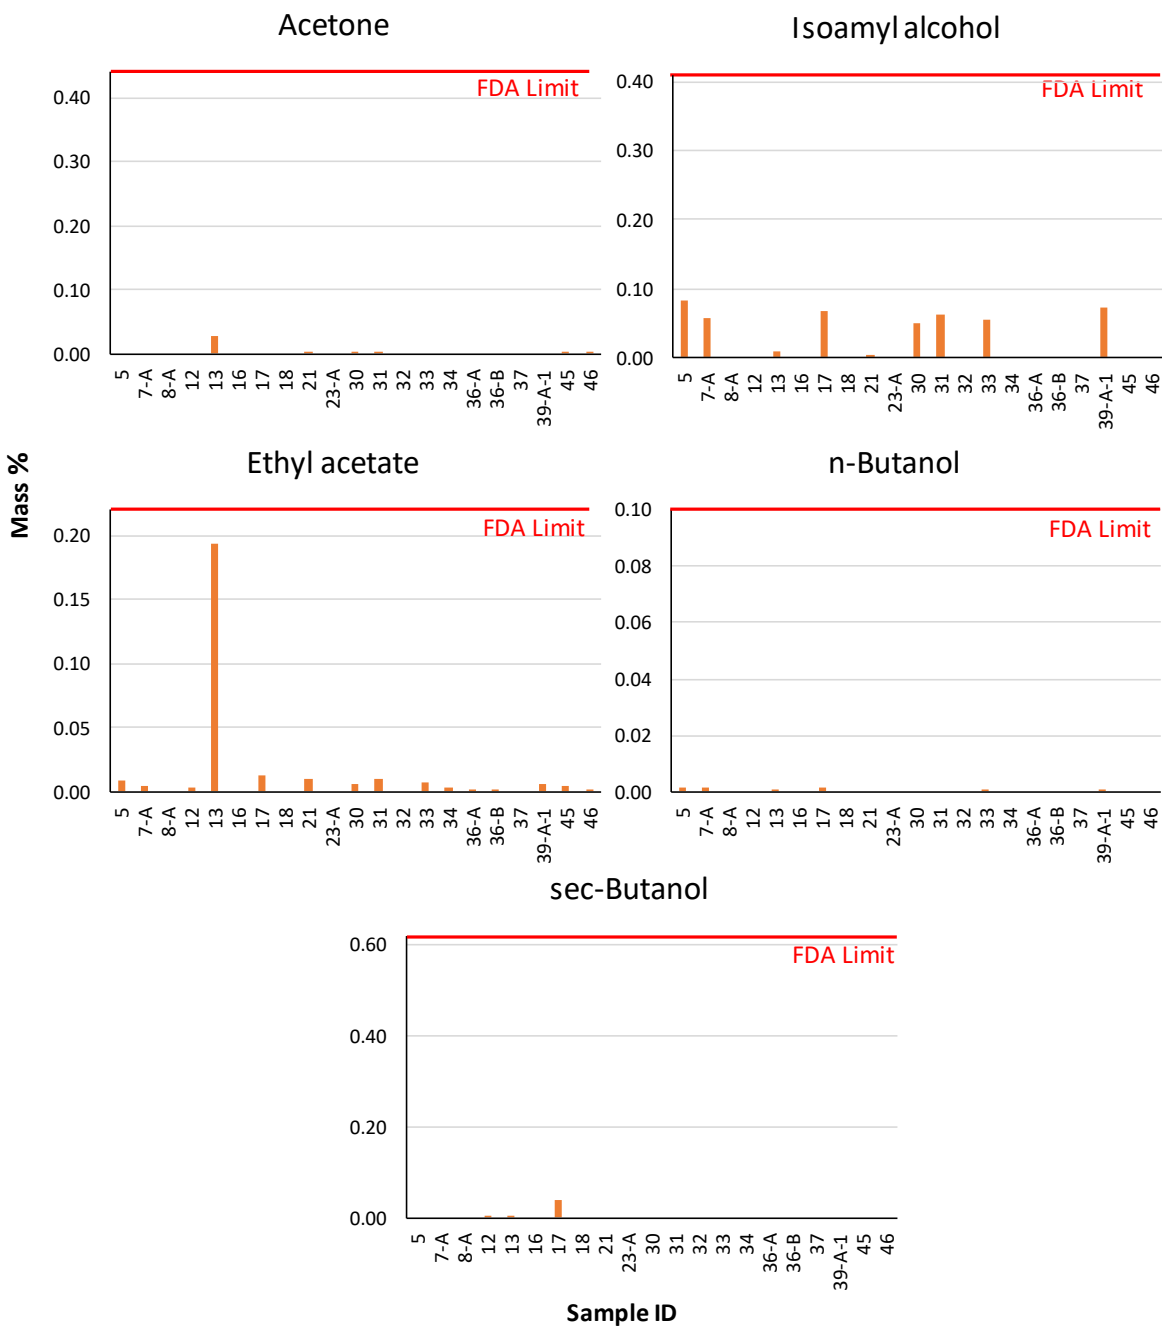 Acetone
FDA Limit
0.40
0.30
0.20
0.10
0.00
5 7-A 8-A 12 13 16 17 18 21 23-A 30 31 32 33 34 36-A 36-B 37 39-A-1 45 46
Isoamyl alcohol
FDA Limit
0.40
0.30
0.20
0.10
0.00
5 7-A 8-A 12 13 16 17 18 21 23-A 30 31 32 33 34 36-A 36-B 37 39-A-1 45 46
Mass %
Ethyl acetate
FDA Limit
0.20
0.15
0.10
0.05
0.00
5 7-A 8-A 12 13 16 17 18 21 23-A 30 31 32 33 34 36-A 36-B 37 39-A-1 45 46
n-Butanol
0.10
FDA Limit
0.08
0.06
0.04
0.02
0.00
5 7-A 8-A 12 13 16 17 18 21 23-A 30 31 32 33 34 36-A 36-B 37 39-A-1 45 46
sec-Butanol
0.60
FDA Limit
0.40
0.20
0.00
5 7-A 8-A 12 13 16 17 18 21 23-A 30 31 32 33 34 36-A 36-B 37 39-A-1 45 46
Sample ID